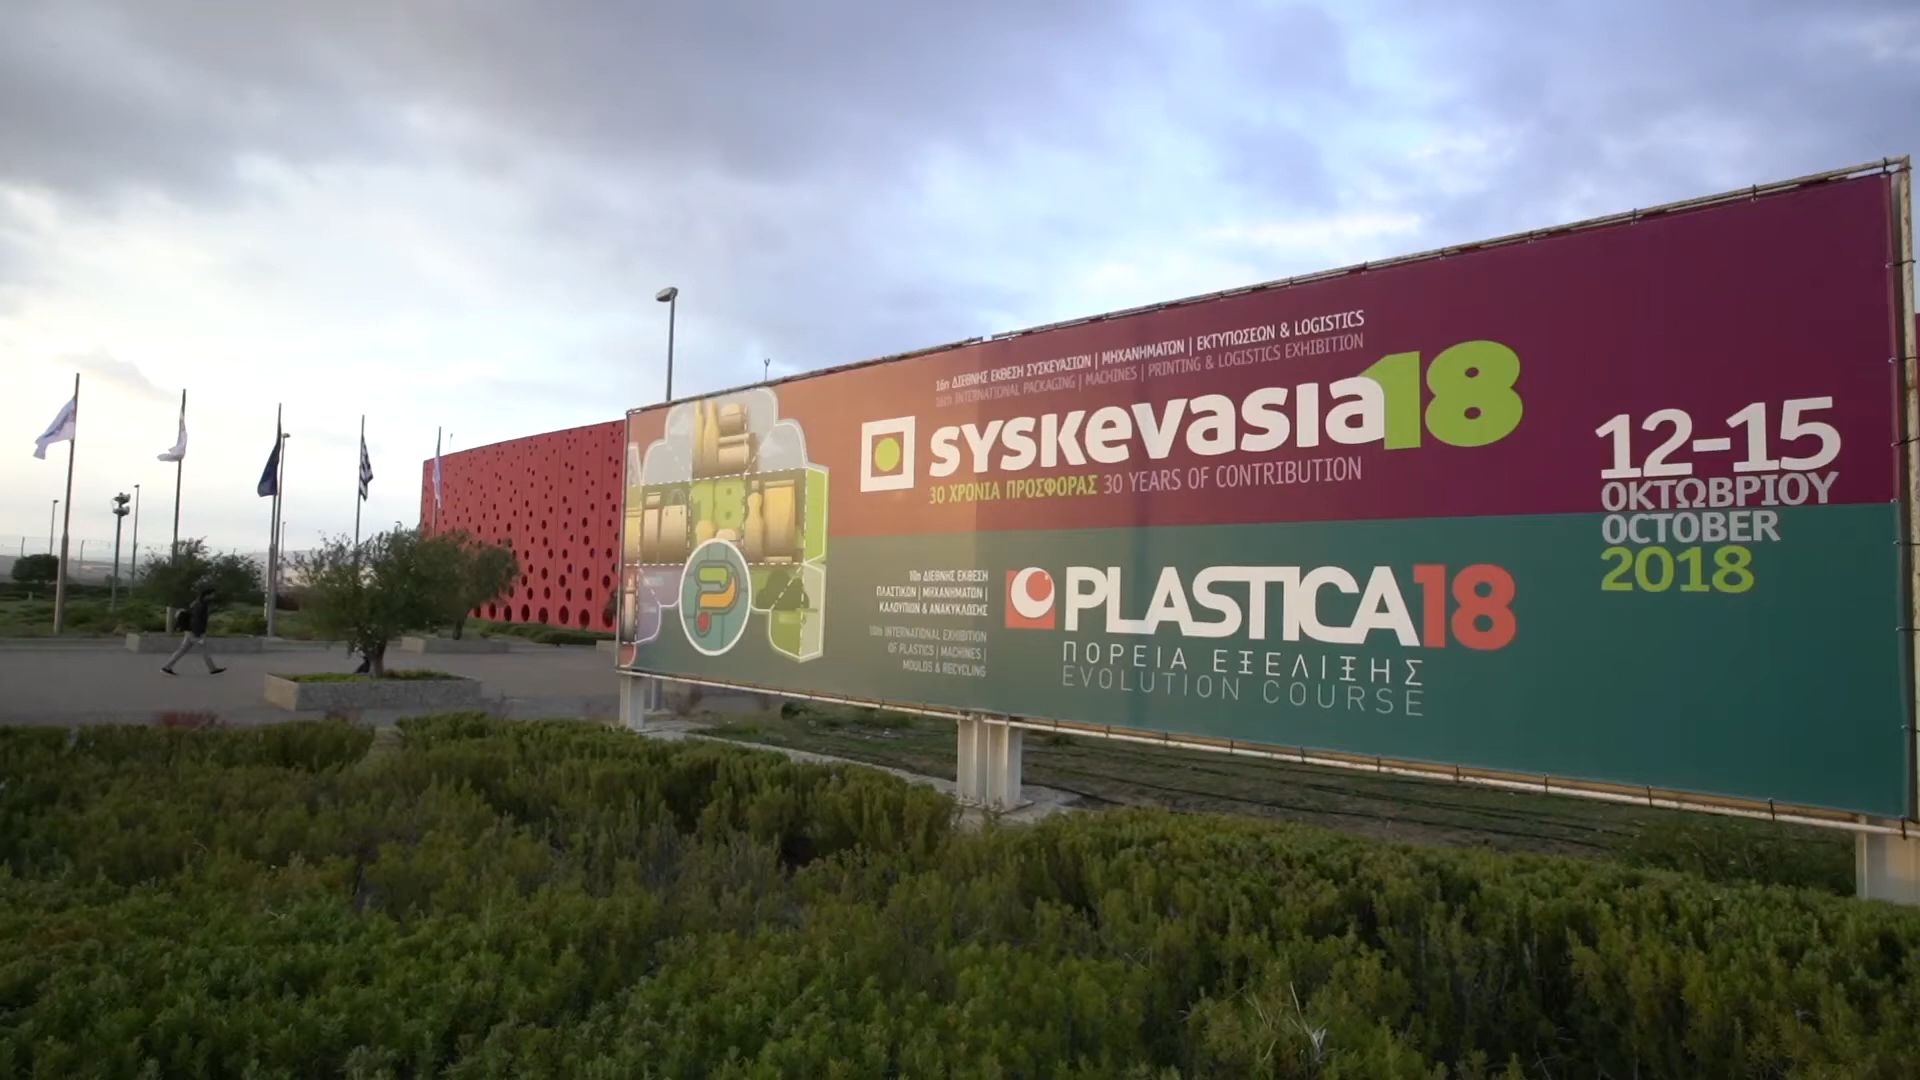 16η ΔΙΕΘΝΗΣ ΕΚΘΕΣΗ ΣΥΣΚΕΥΑΣΙΩΝ | ΜΗΧΑΝΗΜΑΤΩΝ | ΕΚΤΥΠΩΣΕΩΝ & LOGISTICS
16th INTERNATIONAL PACKAGING | MACHINES | PRINTING & LOGISTICS EXHIBITION
SYSKEVASIA18
30 ΧΡΟΝΙΑ ΠΡΟΣΦΟΡΑΣ 30 YEARS OF CONTRIBUTION
12-15
ΟΚΤΩΒΡΙΟΥ
OCTOBER
2018
18
10η ΔΙΕΘΝΗΣ ΕΚΘΕΣΗ
ΠΛΑΣΤΙΚΩΝ | ΜΗΧΑΝΗΜΑΤΩΝ |
ΚΑΛΟΥΠΙΩΝ & ΑΝΑΚΥΚΛΩΣΗΣ
10th INTERNATIONAL EXHIBITION
OF PLASTICS | MACHINES |
MOULDS & RECYCLING
PLASTICA18
ΠΟΡΕΙΑ ΕΞΕΛΙΞΗΣ
EVOLUTION COURSE